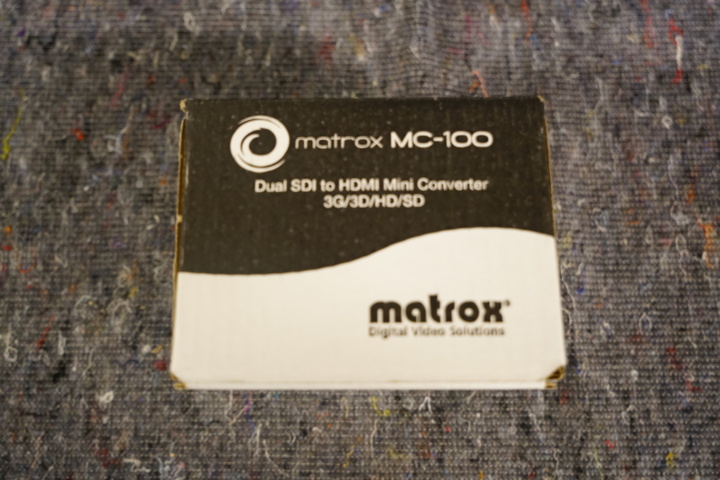 matrox MC-100
Dual SDI to HDMI Mini Converter
3G/3D/HD/SD
matrox
Digital Video Solutions